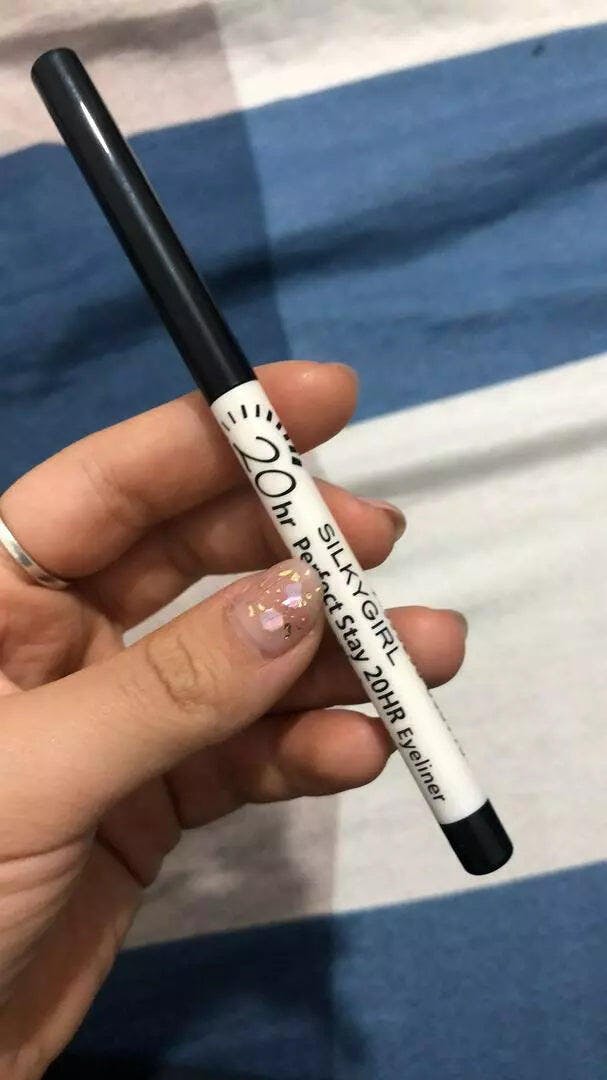 20hr
SILKYGIRL
Perfect Stay 20HR Eyeliner